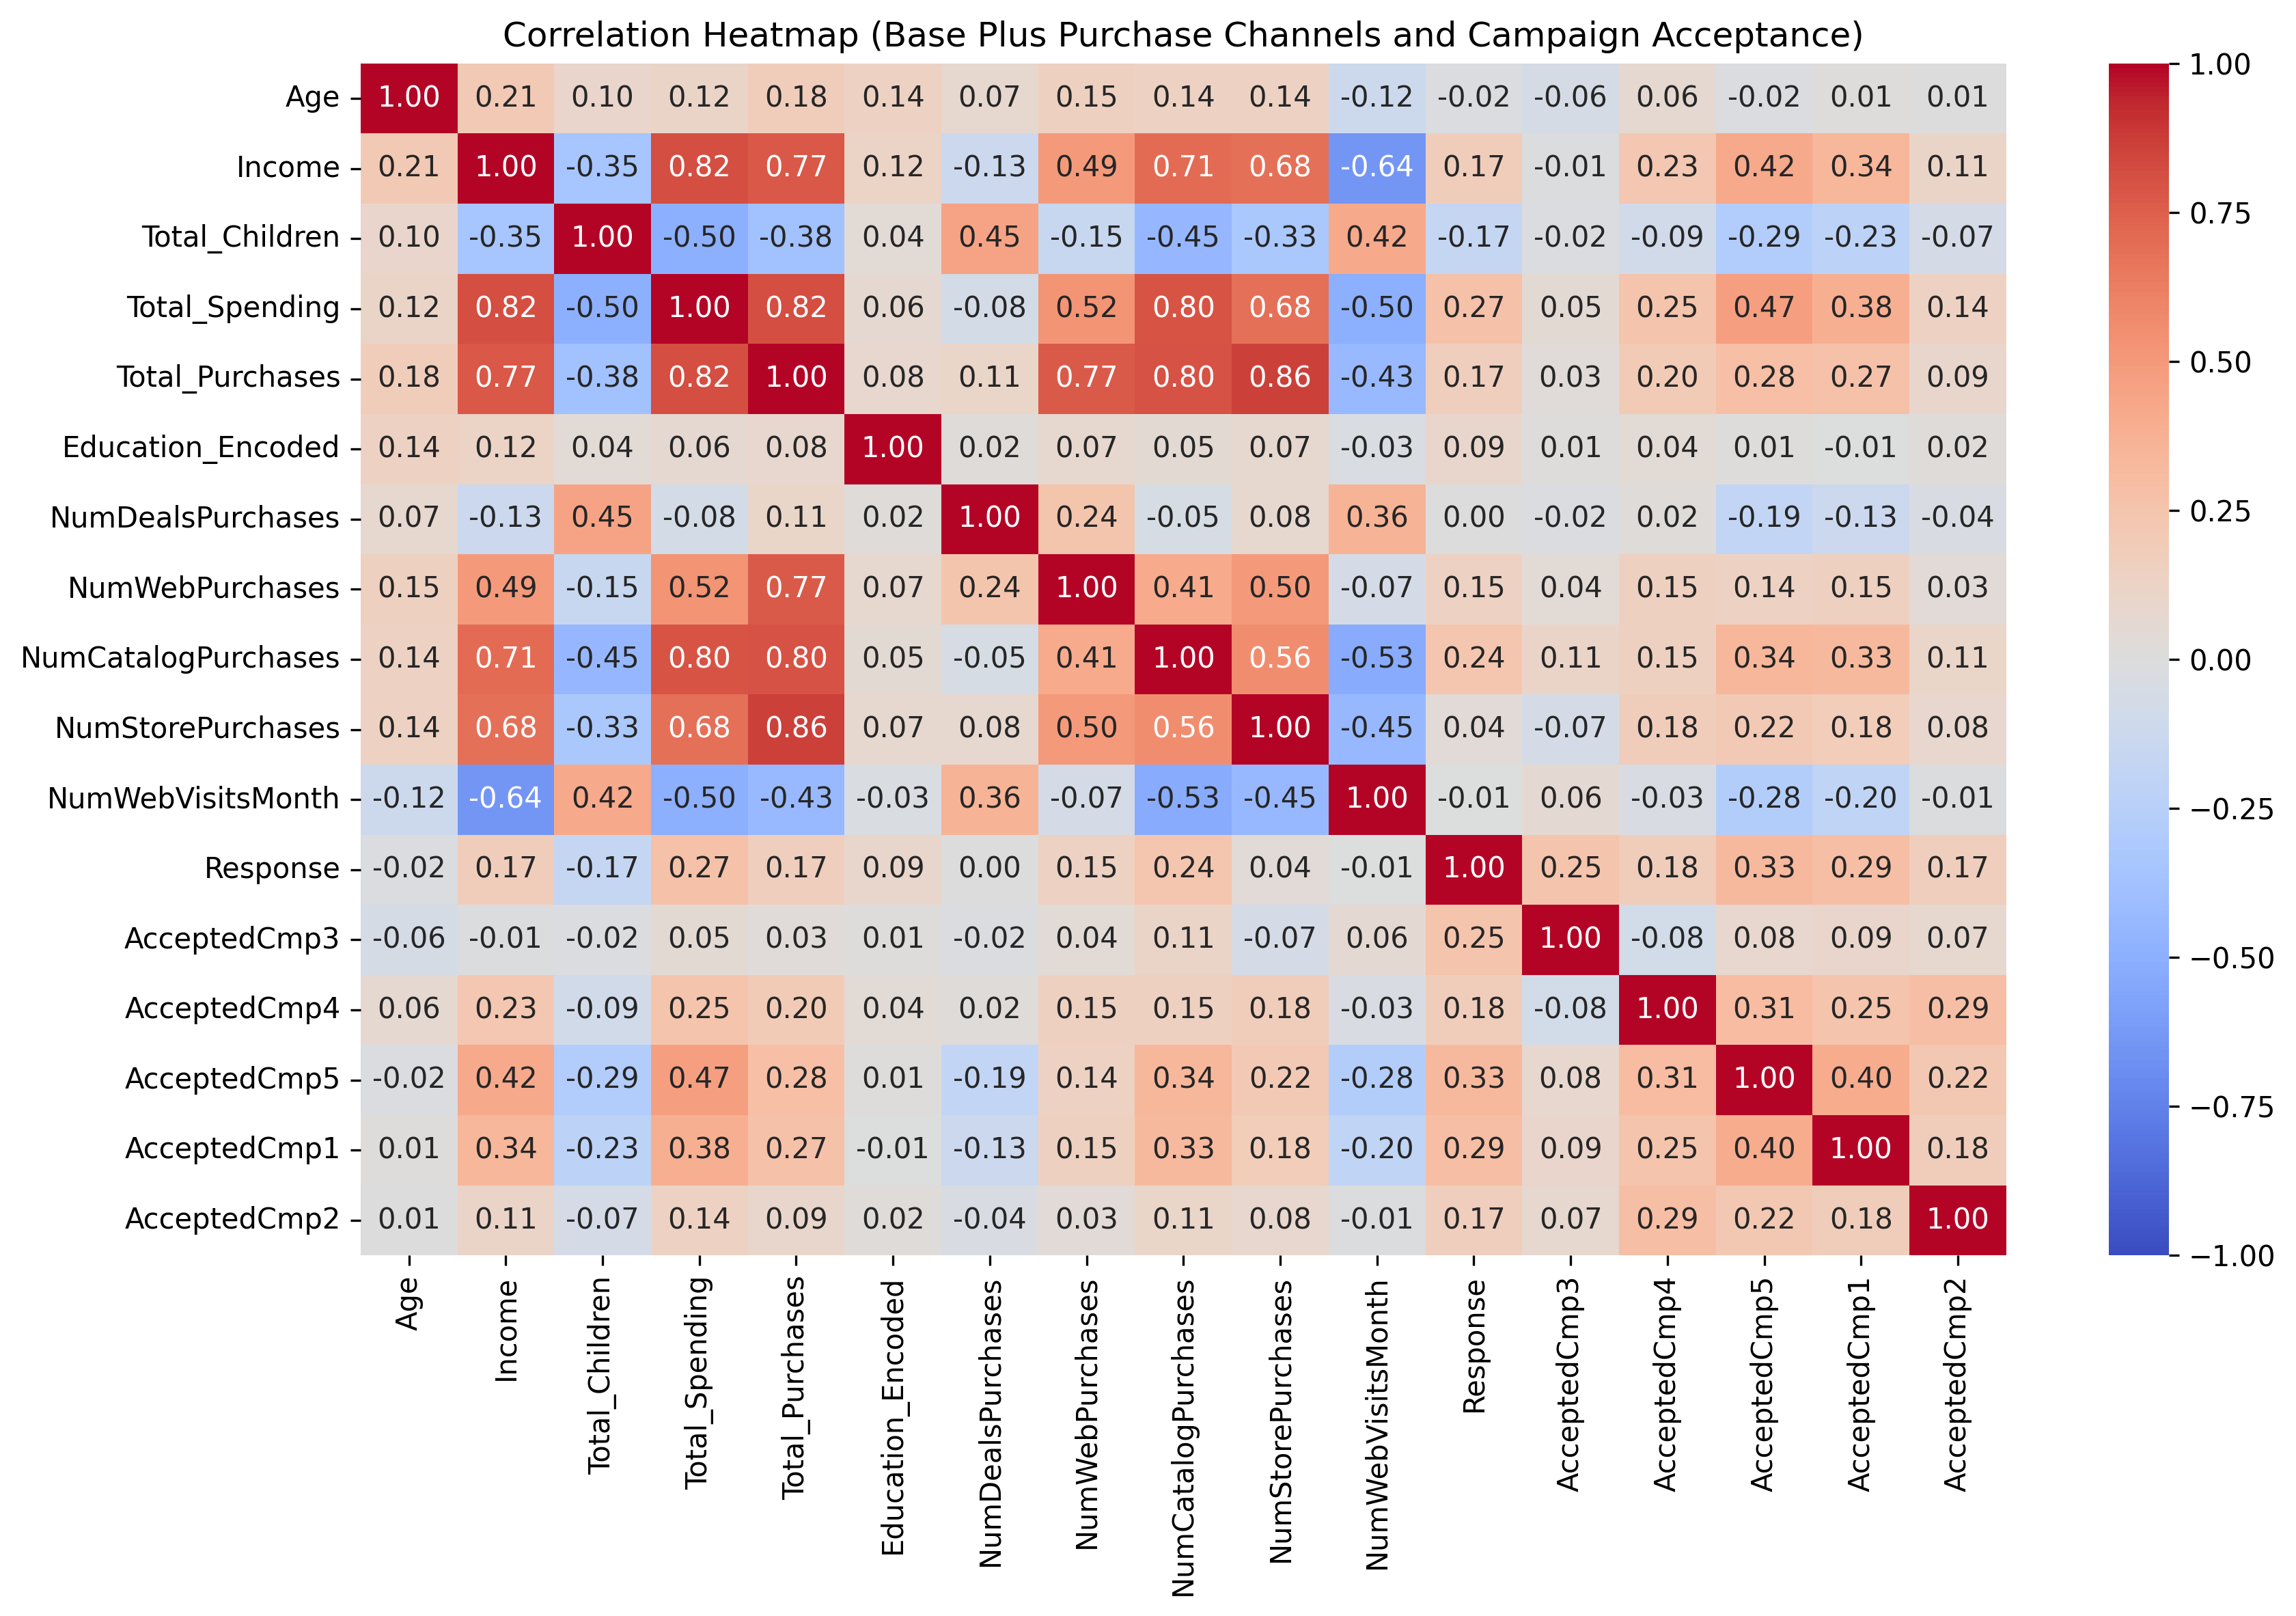 Correlation Heatmap (Base Plus Purchase Channels and Campaign Acceptance)
Age 1.00 0.21 0.10 0.12 0.18 0.14 0.07 0.15 0.14 0.14 -0.12 -0.02 -0.06 0.06 -0.02 0.01 0.01
Income 0.21 1.00 -0.35 0.82 0.77 0.12 -0.13 0.49 0.71 0.68 -0.64 0.17 -0.01 0.23 0.42 0.34 0.11
Total_Children 0.10 -0.35 1.00 -0.50 -0.38 0.04 0.45 -0.15 -0.45 -0.33 0.42 -0.17 -0.02 -0.09 -0.29 -0.23 -0.07
Total_Spending 0.12 0.82 -0.50 1.00 0.82 0.06 -0.08 0.52 0.80 0.68 -0.50 0.27 0.05 0.25 0.47 0.38 0.14
Total_Purchases 0.18 0.77 -0.38 0.82 1.00 0.08 0.11 0.77 0.80 0.86 -0.43 0.17 0.03 0.20 0.28 0.27 0.09
Education_Encoded 0.14 0.12 0.04 0.06 0.08 1.00 0.02 0.07 0.05 0.07 -0.03 0.09 0.01 0.04 0.01 -0.01 0.02
NumDealsPurchases 0.07 -0.13 0.45 -0.08 0.11 0.02 1.00 0.24 -0.05 0.08 0.36 0.00 -0.02 0.02 -0.19 -0.13 -0.04
NumWebPurchases 0.15 0.49 -0.15 0.52 0.77 0.07 0.24 1.00 0.41 0.50 -0.07 0.15 0.04 0.15 0.14 0.15 0.03
NumCatalogPurchases 0.14 0.71 -0.45 0.80 0.80 0.05 -0.05 0.41 1.00 0.56 -0.53 0.24 0.11 0.15 0.34 0.33 0.11
NumStorePurchases 0.14 0.68 -0.33 0.68 0.86 0.07 0.08 0.50 0.56 1.00 -0.45 0.04 -0.07 0.18 0.22 0.18 0.08
NumWebVisitsMonth -0.12 -0.64 0.42 -0.50 -0.43 -0.03 0.36 -0.07 -0.53 -0.45 1.00 -0.01 0.06 -0.03 -0.28 -0.20 -0.01
Response -0.02 0.17 -0.17 0.27 0.17 0.09 0.00 0.15 0.24 0.04 -0.01 1.00 0.25 0.18 0.33 0.29 0.17
AcceptedCmp3 -0.06 -0.01 -0.02 0.05 0.03 0.01 -0.02 0.04 0.11 -0.07 0.06 0.25 1.00 -0.08 0.08 0.09 0.07
AcceptedCmp4 0.06 0.23 -0.09 0.25 0.20 0.04 0.02 0.15 0.15 0.18 -0.03 0.18 -0.08 1.00 0.31 0.25 0.29
AcceptedCmp5 -0.02 0.42 -0.29 0.47 0.28 0.01 -0.19 0.14 0.34 0.22 -0.28 0.33 0.08 0.31 1.00 0.40 0.22
AcceptedCmp1 0.01 0.34 -0.23 0.38 0.27 -0.01 -0.13 0.15 0.33 0.18 -0.20 0.29 0.09 0.25 0.40 1.00 0.18
AcceptedCmp2 0.01 0.11 -0.07 0.14 0.09 0.02 -0.04 0.03 0.11 0.08 -0.01 0.17 0.07 0.29 0.22 0.18 1.00
Age
Income
Total_Children
Total_Spending
Total_Purchases
Education_Encoded
NumDealsPurchases
NumWebPurchases
NumCatalogPurchases
NumStorePurchases
NumWebVisitsMonth
Response
AcceptedCmp3
AcceptedCmp4
AcceptedCmp5
AcceptedCmp1
AcceptedCmp2
1.00
0.75
0.50
0.25
0.00
−0.25
−0.50
−0.75
−1.00